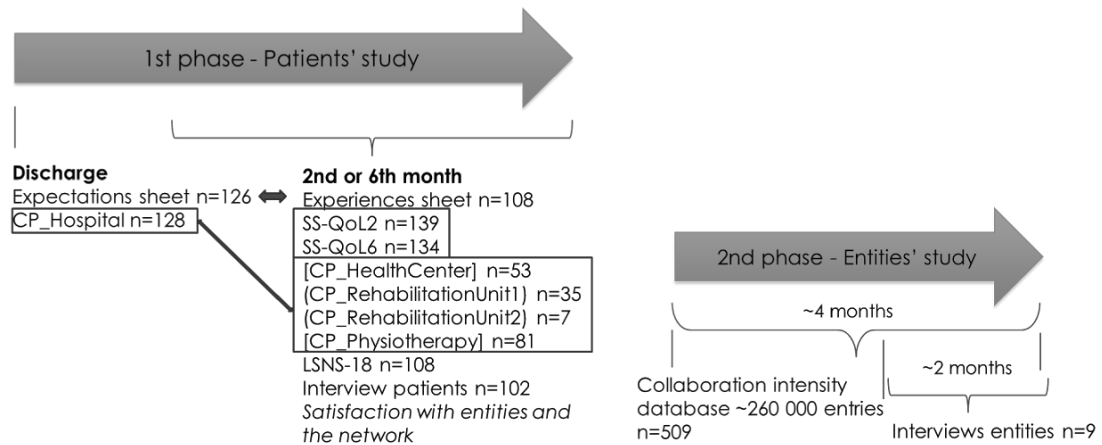 1st phase - Patients' study
Discharge
Expectations sheet n=126
CP_Hospital n=128
2nd or 6th month
Experiences sheet n=108
SS-QoL2 n=139
SS-QoL6 n=134
[CP_HealthCenter] n=53
(CP_RehabilitationUnit1) n=35
(CP_RehabilitationUnit2) n=7
[CP_Physiotherapy] n=81
LSNS-18 n=108
Interview patients n=102
Satisfaction with entities and
the network
2nd phase - Entities' study
~4 months
~2 months
Collaboration intensity
database ~260 000 entries
n=509
Interviews entities n=9